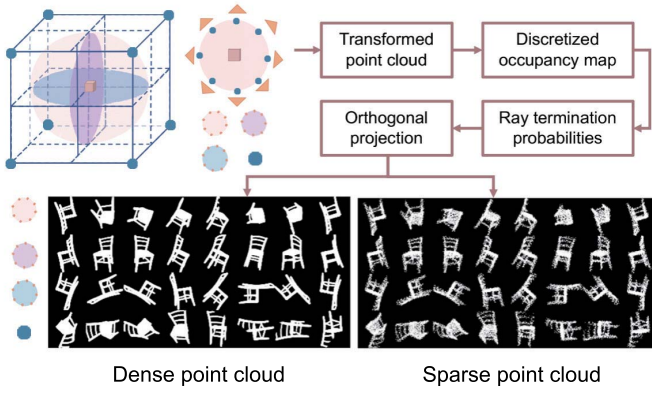 Transformed
point cloud
Discretized
occupancy map
Orthogonal
projection
Ray termination
probabilities
Dense point cloud
Sparse point cloud